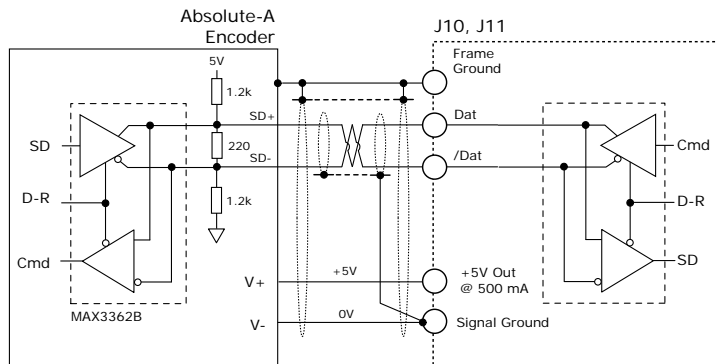 Absolute-A
Encoder
J10, J11
5V
1.2k
SD+
220
SD-
1.2k
SD
D-R
Cmd
MAX3362B
V+
V-
+5V
0V
Frame
Ground
Dat
/Dat
+5V Out
@ 500 mA
Signal Ground
Cmd
D-R
SD